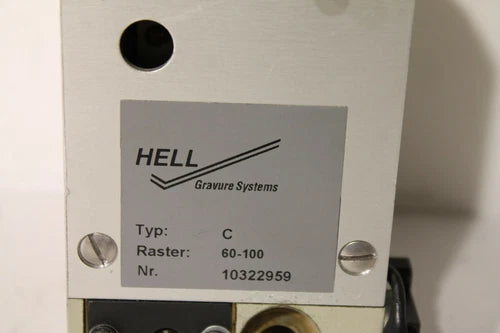 HELL
Gravure Systems
Typ: C
Raster: 60-100
Nr. 10322959